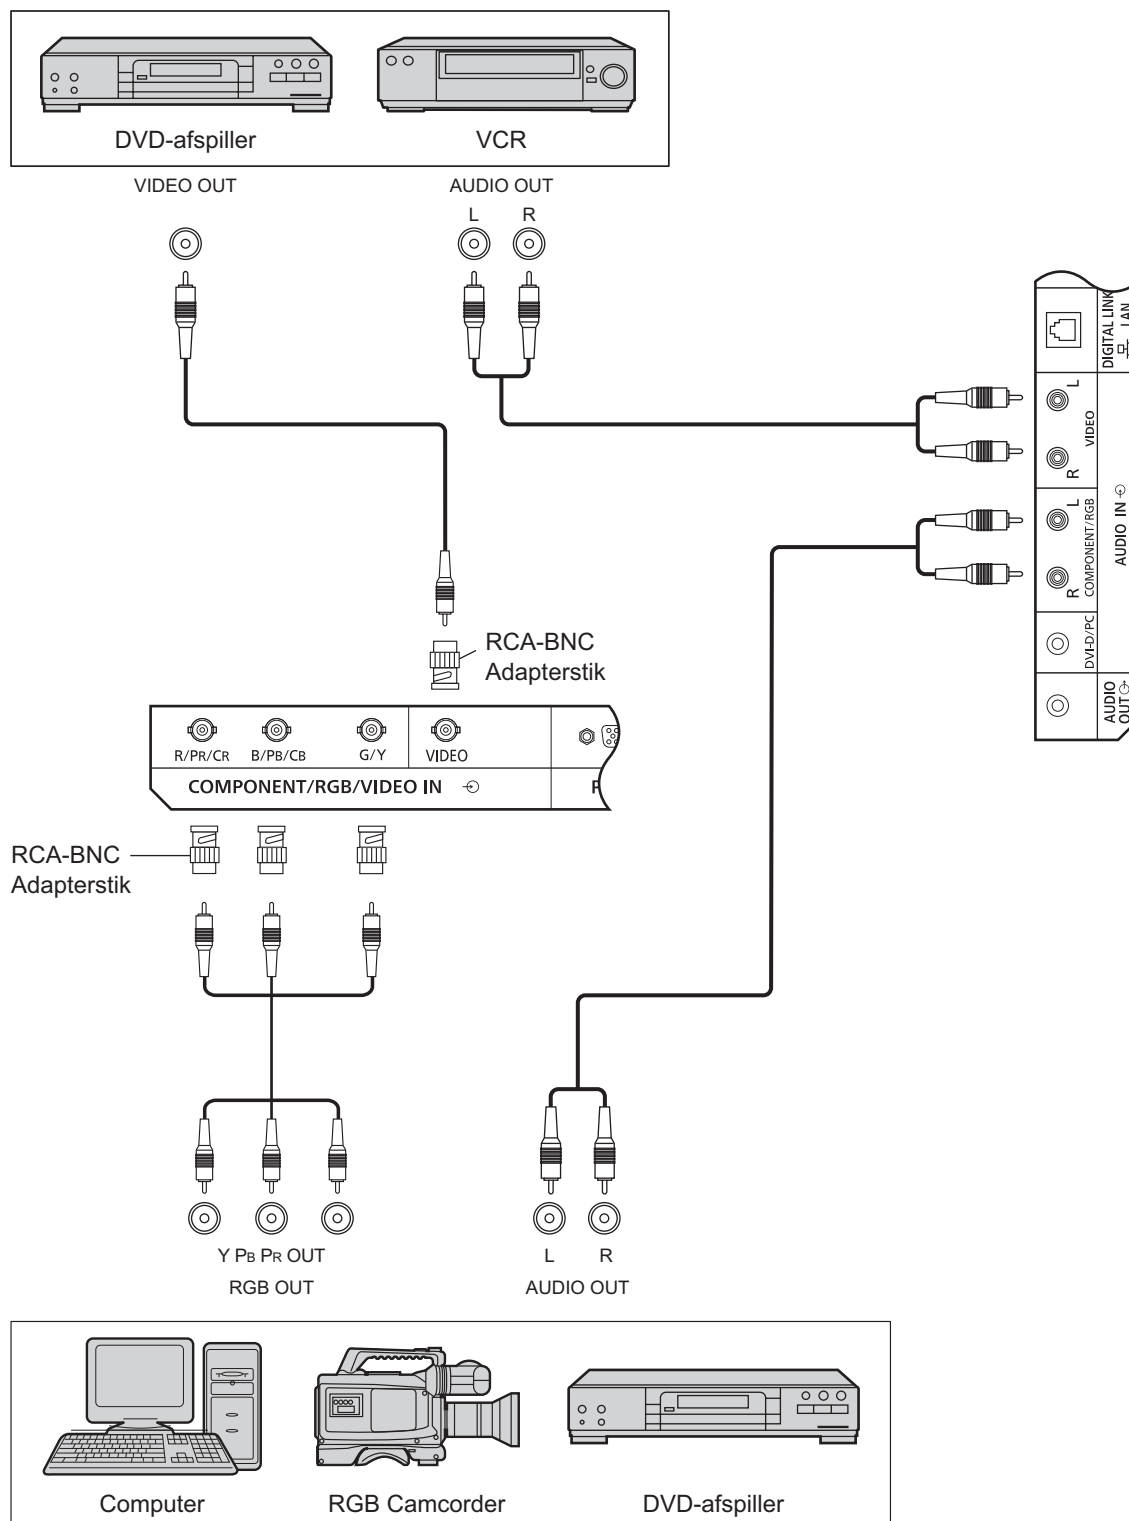 DVD-afspiller
VCR
VIDEO OUT
AUDIO OUT
L
R
DIGITAL LINK
LAN
L
VIDEO
R
L
COMPONENT/RGB
R
AUDIO IN
DVI-D/PC
AUDIO
OUT
RCA-BNC
Adapterstik
R/PR/CR
B/PB/CB
G/Y
VIDEO
COMPONENT/RGB/VIDEO IN
RCA-BNC
Adapterstik
Y PB PR OUT
RGB OUT
L
R
AUDIO OUT
Computer
RGB Camcorder
DVD-afspiller